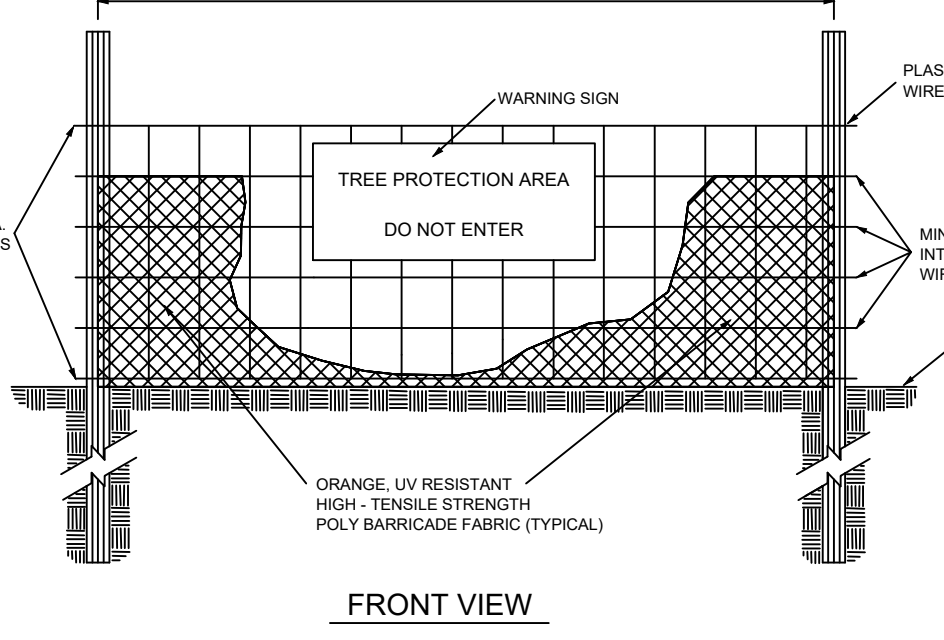 WARNING SIGN
PLAS
WIRE
TREE PROTECTION AREA
DO NOT ENTER
S
MIN
INT
ORANGE, UV RESISTANT
HIGH - TENSILE STRENGTH
POLY BARRICADE FABRIC (TYPICAL)
FRONT VIEW